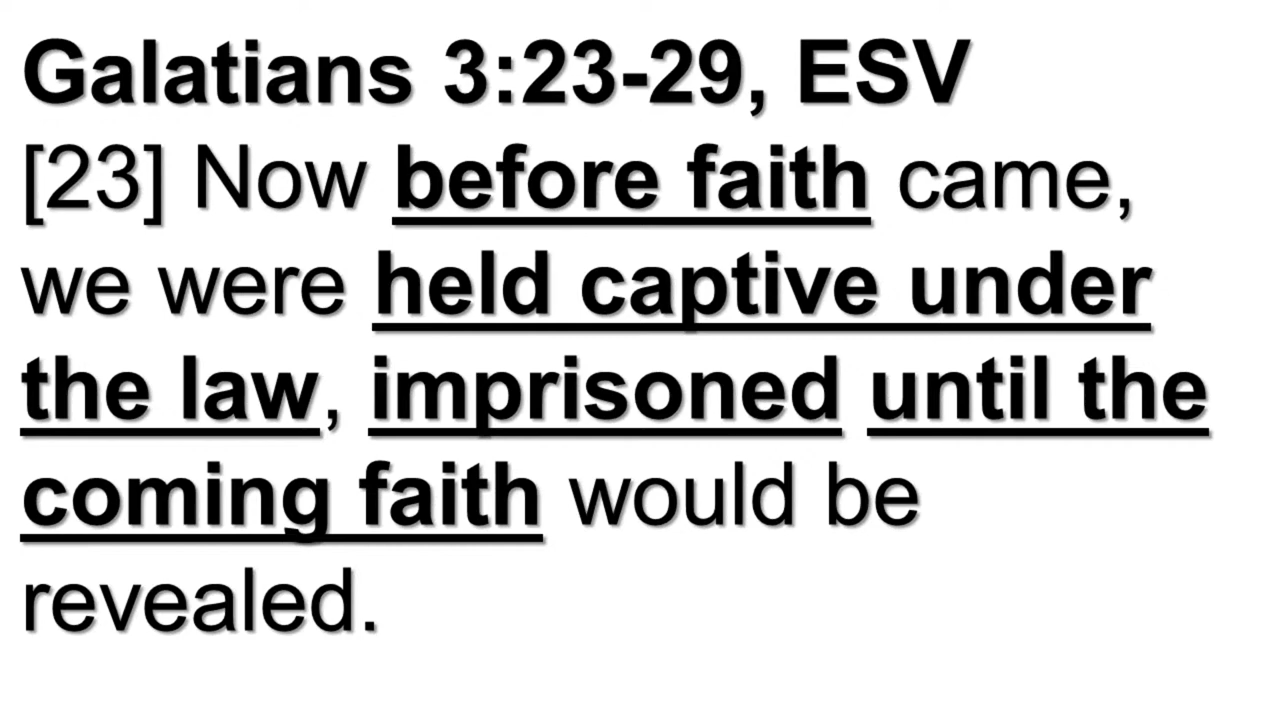 Galatians 3:23-29, ESV
[23] Now before faith came,
we were held captive under
the law, imprisoned until the
coming faith would be
revealed.